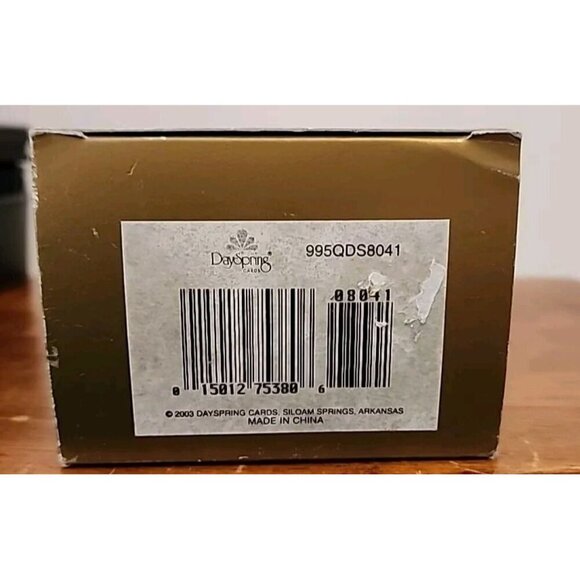 DaySpring®
CARDS
995QDS8041
08041
0 15012 75380 6
© 2003 DAYSPRING CARDS, SILOAM SPRINGS, ARKANSAS
MADE IN CHINA